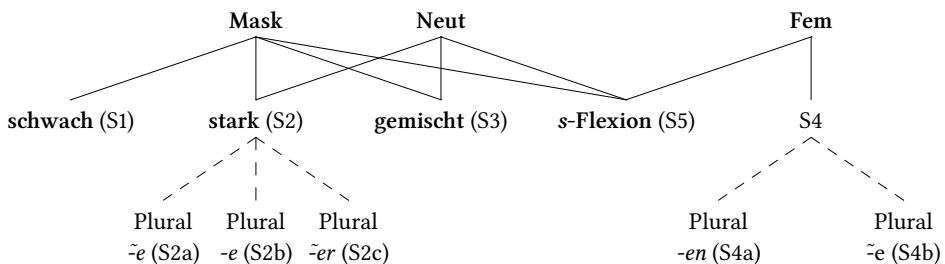 Mask Neut Fem
schwach (S1) stark (S2) gemischt (S3) s-Flexion (S5) S4
Plural Plural Plural Plural Plural
-̃e (S2a) -e (S2b) -̃er (S2c) -en (S4a) -̃e (S4b)